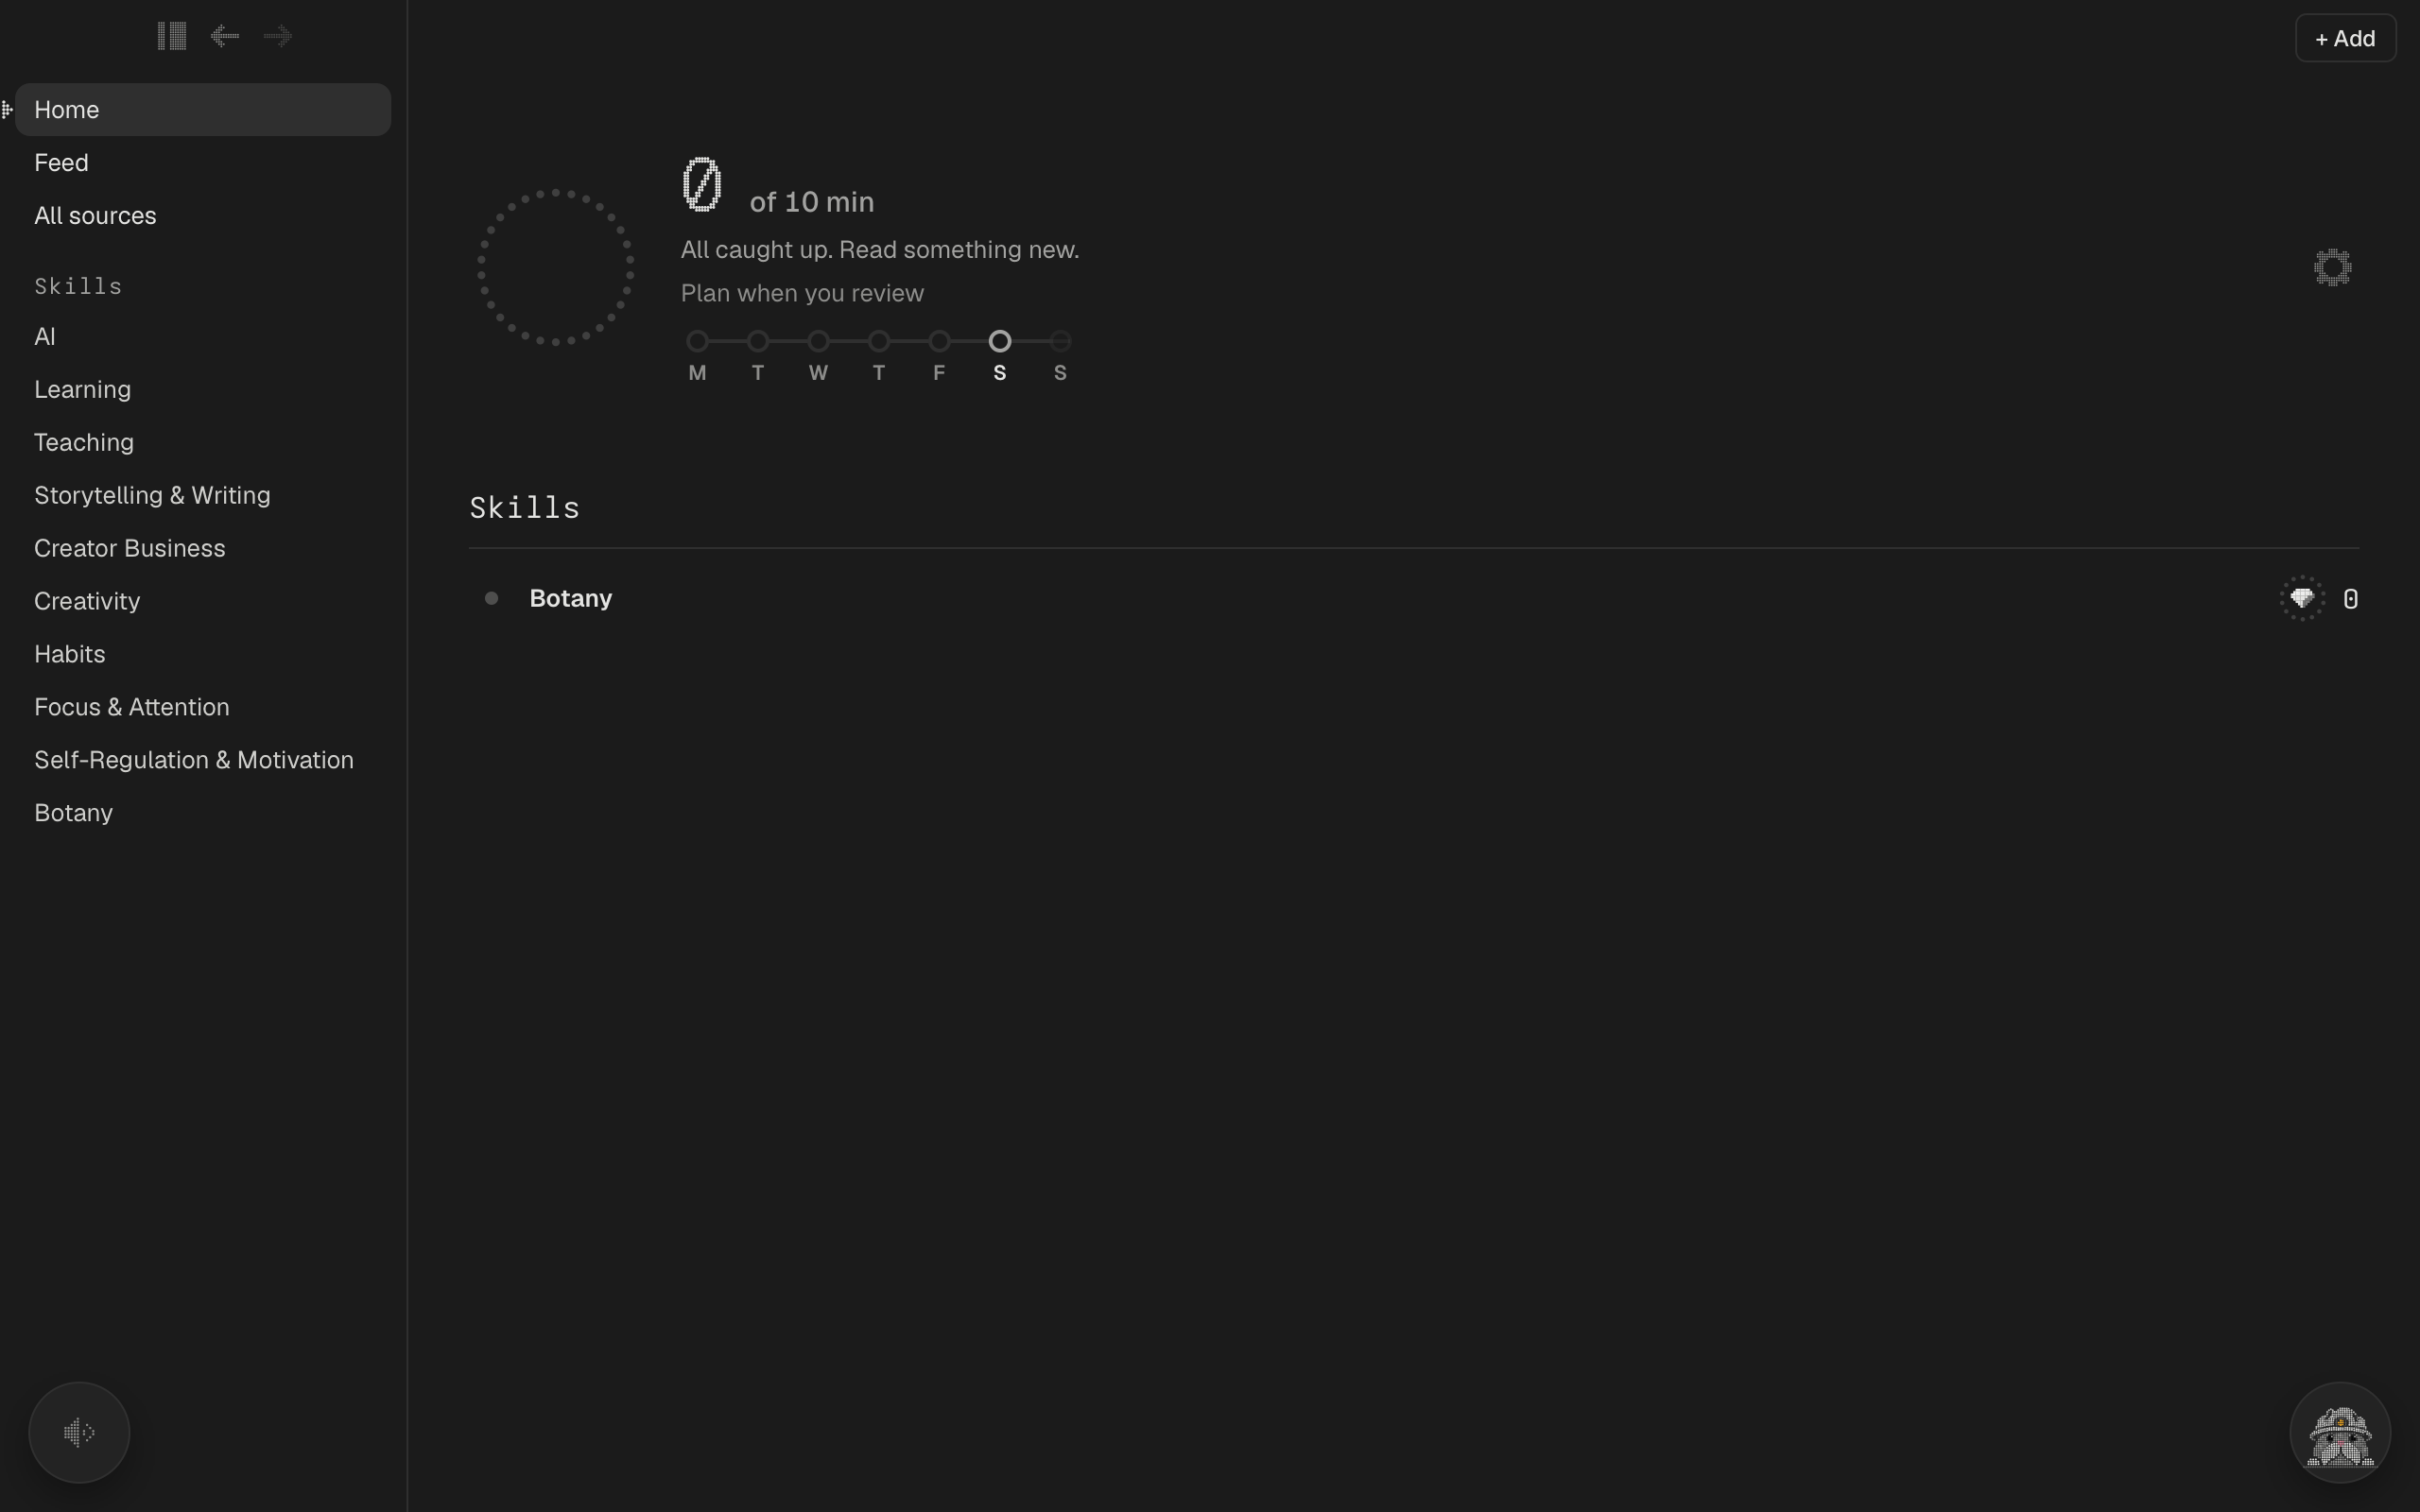 + Add
Home
Feed
All sources
Skills
AI
Learning
Teaching
Storytelling & Writing
Creator Business
Creativity
Habits
Focus & Attention
Self-Regulation & Motivation
Botany
0 of 10 min
All caught up. Read something new.
Plan when you review
M T W T F S S
Skills
Botany 0